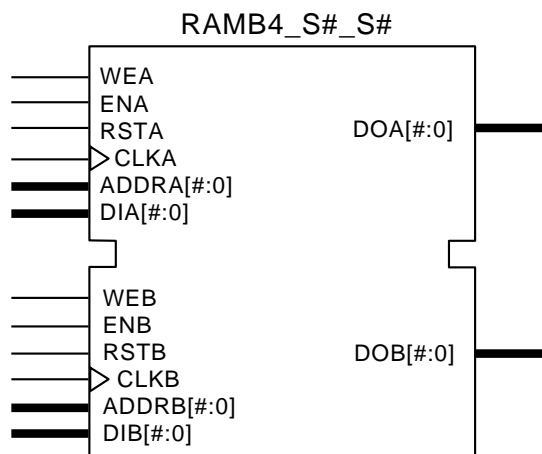 RAMB4_S#_S#
WEA
ENA
RSTA
DOA[#:0]
CLKA
ADDRA[#:0]
DIA[#:0]
WEB
ENB
RSTB
DOB[#:0]
CLKB
ADDRB[#:0]
DIB[#:0]